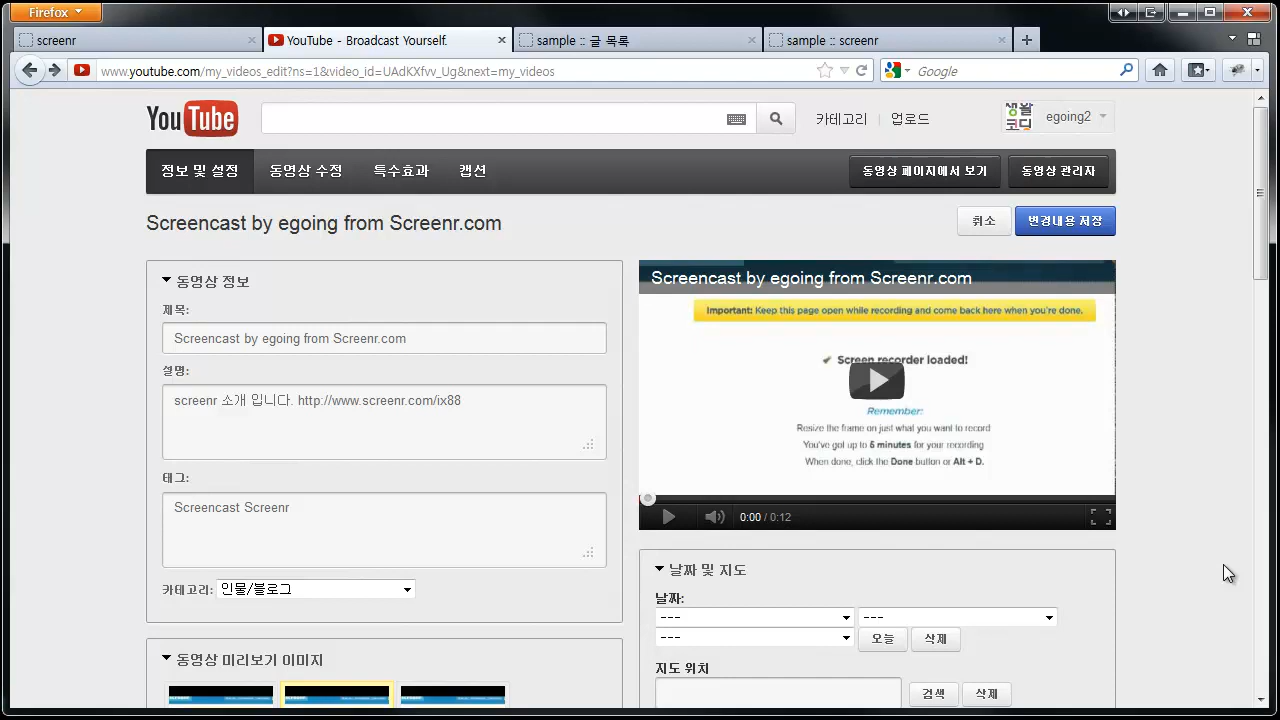 Firefox
screenr
YouTube - Broadcast Yourself.
sample :: 글 목록
sample :: screenr
www.youtube.com/my_videos_edit?ns=1&video_id=UAdKXfvv_Ug&next=my_videos
Google
YouTube
카테고리
업로드
생활코딩
egoing2
정보 및 설정
동영상 수정
특수효과
캡션
동영상 페이지에서 보기
동영상 관리자
Screencast by egoing from Screenr.com
취소
변경내용 저장
동영상 정보
제목:
Screencast by egoing from Screenr.com
설명:
screenr 소개 입니다. http://www.screenr.com/ix88
태그:
Screencast Screenr
카테고리: 인물/블로그
동영상 미리보기 이미지
Screencast by egoing from Screenr.com
Important: Keep this page open while recording and come back here when you're done.
✔ Screen recorder loaded!
Remember:
Resize the frame on just what you want to record
You've got up to 5 minutes for your recording
When done, click the Done button or Alt + D.
0:00 / 0:12
날짜 및 지도
날짜:
---
---
---
오늘
삭제
지도 위치
검색
삭제